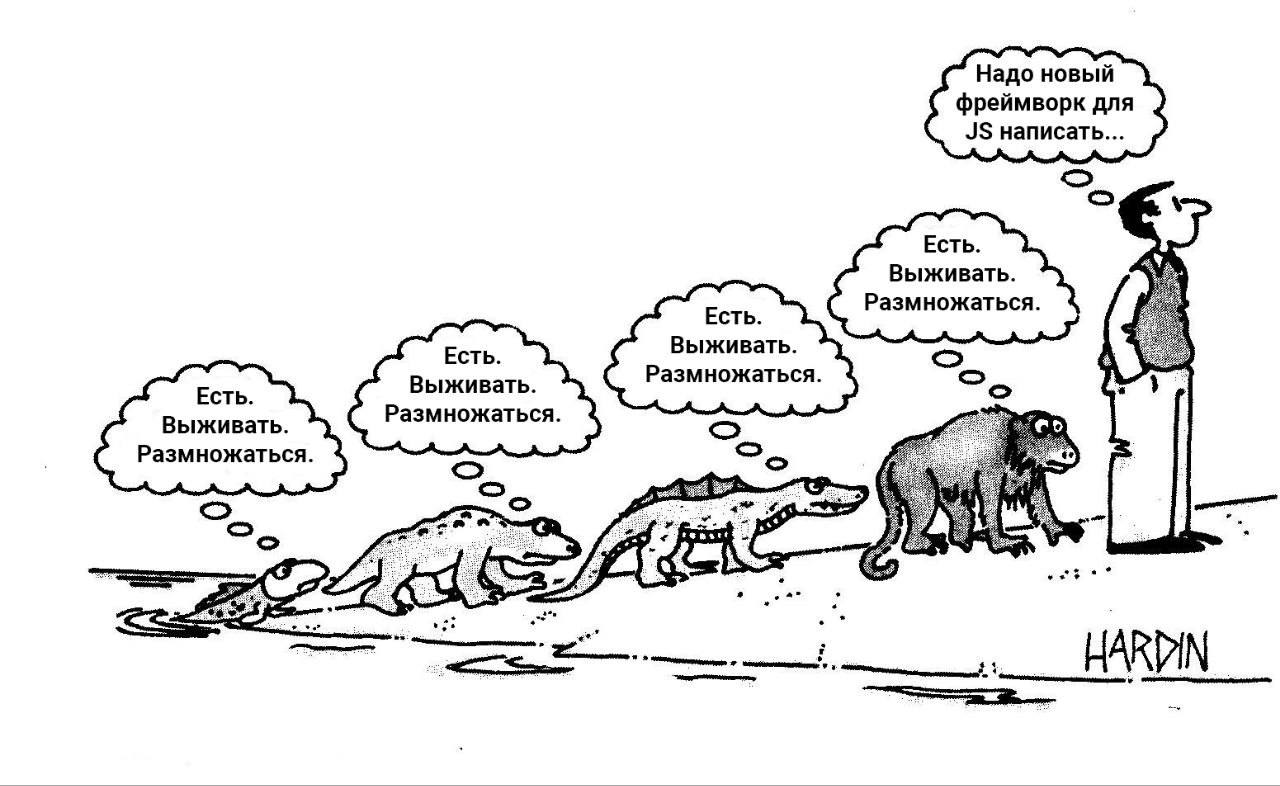 Надо новый
фреймворк для
JS написать...
Есть.
Выживать.
Размножаться.
Есть.
Выживать.
Размножаться.
Есть.
Выживать.
Размножаться.
Есть.
Выживать.
Размножаться.
HARDIN